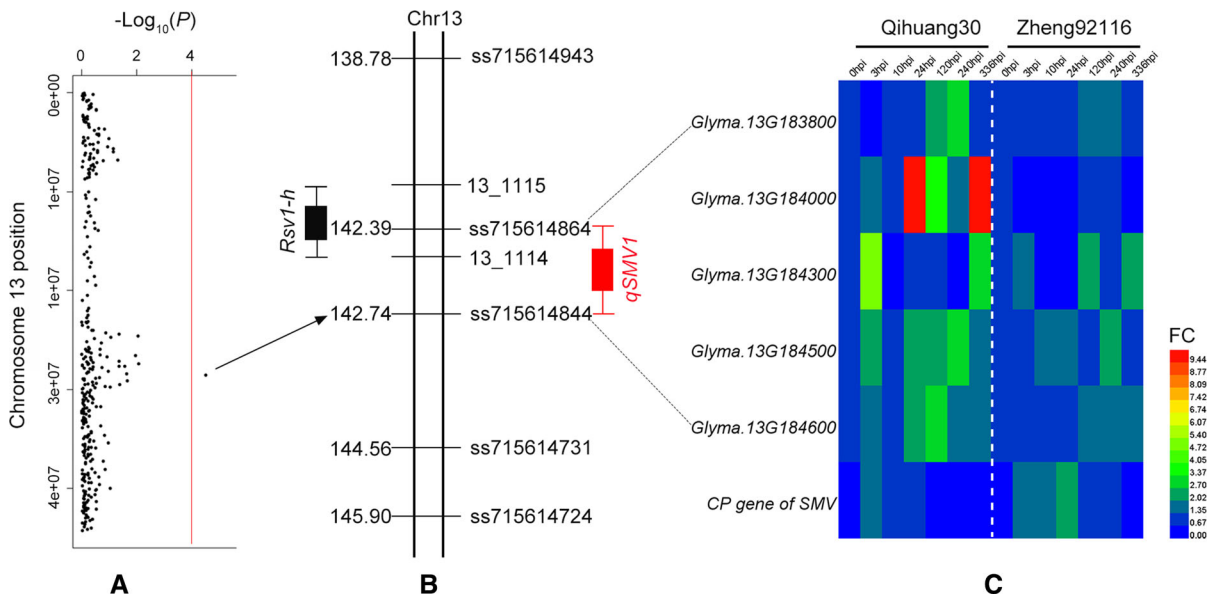 -Log10(P)
0 2 4
Chromosome 13 position
0e+00
1e+07
1e+07
3e+07
4e+07
A
Chr13
138.78 ss715614943
13_1115
142.39 ss715614864
13_1114
142.74 ss715614844
144.56 ss715614731
145.90 ss715614724
Rsv1-h
qSMV1
B
Qihuang30 Zheng92116
0hpi 3hpi 10hpi 24hpi 120hpi 240hpi 336hpi 0hpi 3hpi 10hpi 24hpi 120hpi 240hpi 336hpi
Glyma.13G183800
Glyma.13G184000
Glyma.13G184300
Glyma.13G184500
Glyma.13G184600
CP gene of SMV
FC
9.44
8.77
8.09
7.42
6.74
6.07
5.40
4.72
4.05
3.37
2.70
2.02
1.35
0.67
0.00
C